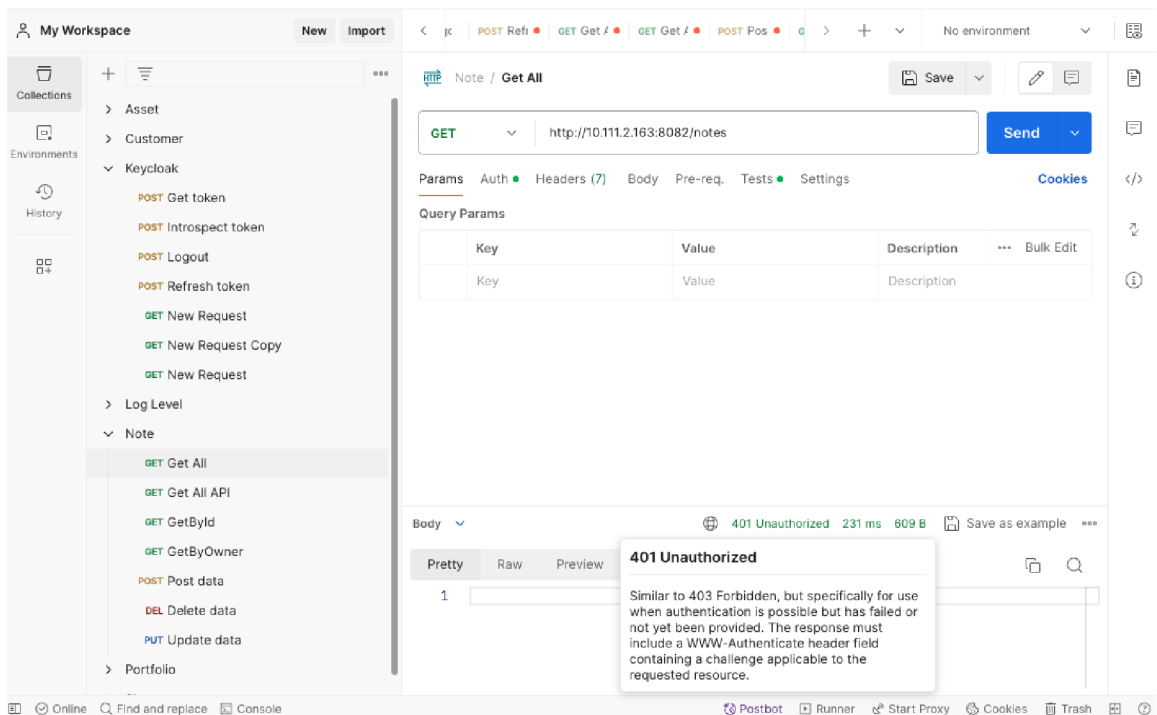 My Workspace
New
Import
POST Refr
GET Get A
GET Get A
POST Pos
No environment
Collections
Environments
History
Asset
Customer
Keycloak
POST Get token
POST Introspect token
POST Logout
POST Refresh token
GET New Request
GET New Request Copy
GET New Request
Log Level
Note
GET Get All
GET Get All API
GET GetById
GET GetByOwner
POST Post data
DEL Delete data
PUT Update data
Portfolio
HTTP Note / Get All
Save
GET http://10.111.2.163:8082/notes
Send
Params Auth Headers (7) Body Pre-req. Tests Settings
Cookies
Query Params
Key Value Description Bulk Edit
Key Value Description
Body
401 Unauthorized 231 ms 609 B Save as example
Pretty Raw Preview
1
401 Unauthorized
Similar to 403 Forbidden, but specifically for use
when authentication is possible but has failed or
not yet been provided. The response must
include a WWW-Authenticate header field
containing a challenge applicable to the
requested resource.
Online Find and replace Console
Postbot Runner Start Proxy Cookies Trash